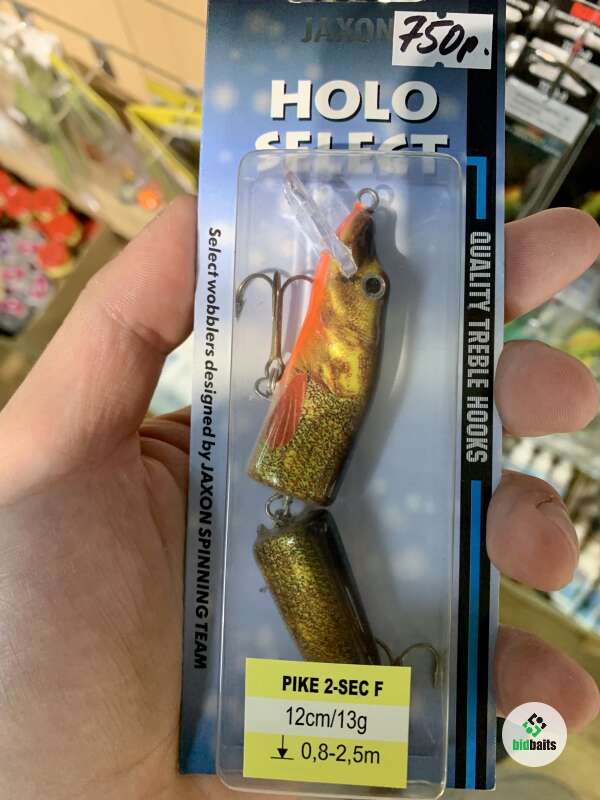 JAXON
750р.
HOLO
SELECT
QUALITY TREBLE HOOKS
Select wobblers designed by JAXON SPINNING TEAM
PIKE 2-SEC F
12cm/13g
0,8-2,5m
bidbaits